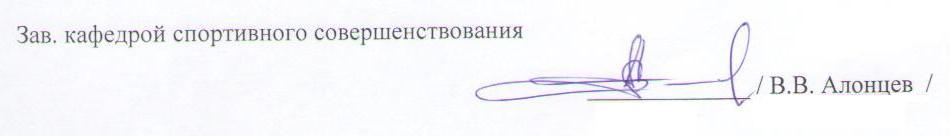 Зав. кафедрой спортивного совершенствования
/ В.В. Алонцев /